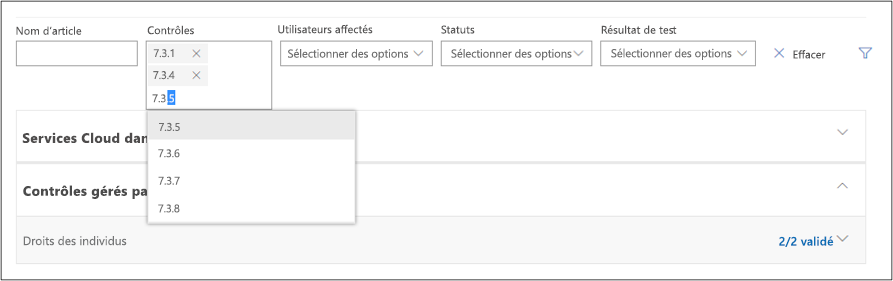 Nom d'article
Contrôles
Utilisateurs affectés
Statuts
Résultat de test
7.3.1
7.3.4
7.3.5
Sélectionner des options
Sélectionner des options
Sélectionner des options
Effacer
7.3.5
7.3.6
7.3.7
7.3.8
Services Cloud dan
Contrôles gérés pa
Droits des individus
2/2 validé